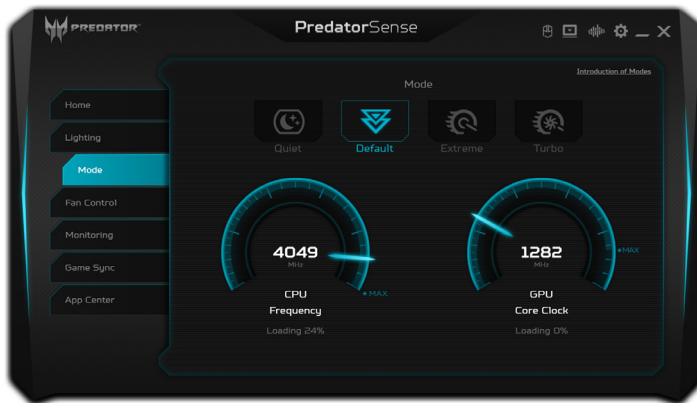 PREDATOR
PredatorSense
Introduction of Modes
Mode
Home
Lighting
Mode
Fan Control
Monitoring
Game Sync
App Center
Quiet
Default
Extreme
Turbo
4049
MHz
MAX
CPU
Frequency
Loading 24%
1282
MHz
MAX
GPU
Core Clock
Loading 0%